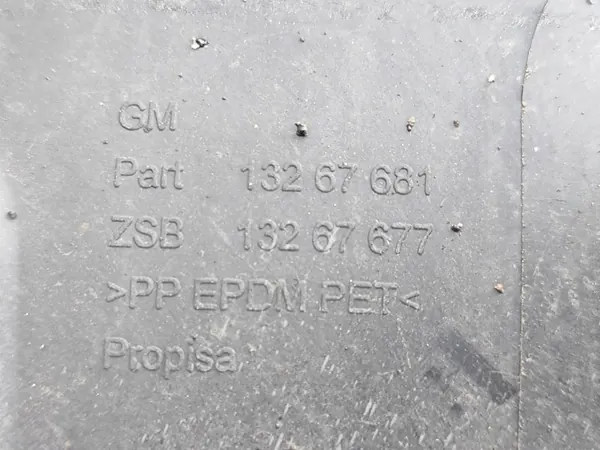 GM
Part 132 67 681
ZSB 132 67 677
>PP EPDM PET<
Propisa